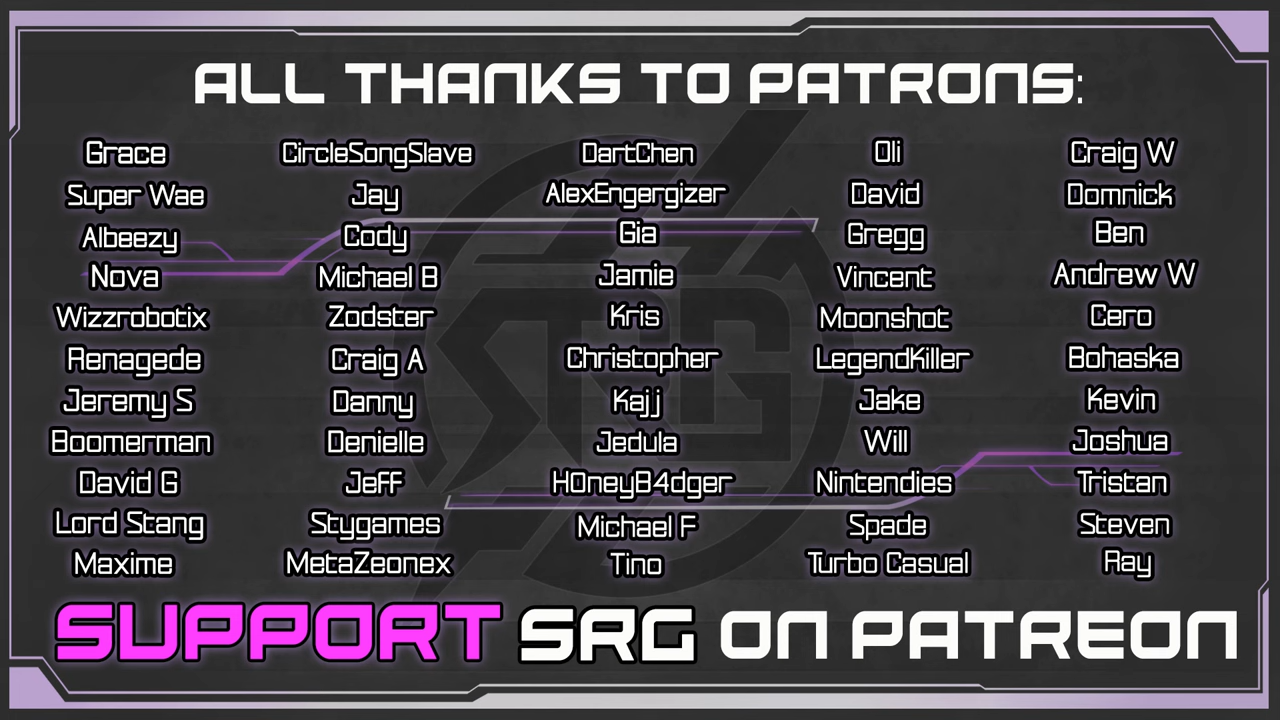 ALL THANKS TO PATRONS:
Grace
Super Wae
Albeezy
Nova
Wizzrobotix
Renagede
Jeremy S
Boomerman
David G
Lord Stang
Maxime
CircleSongSlave
Jay
Cody
Michael B
Zodster
Craig A
Danny
Denielle
Jeff
Stygames
MetaZeonex
DartChen
AlexEngergizer
Gia
Jamie
Kris
Christopher
Kajj
Jedula
H0neyB4dger
Michael F
Tino
Oli
David
Gregg
Vincent
Moonshot
LegendKiller
Jake
Will
Nintendies
Spade
Turbo Casual
Craig W
Domnick
Ben
Andrew W
Cero
Bohaska
Kevin
Joshua
Tristan
Steven
Ray
SRG
SUPPORT SRG ON PATREON